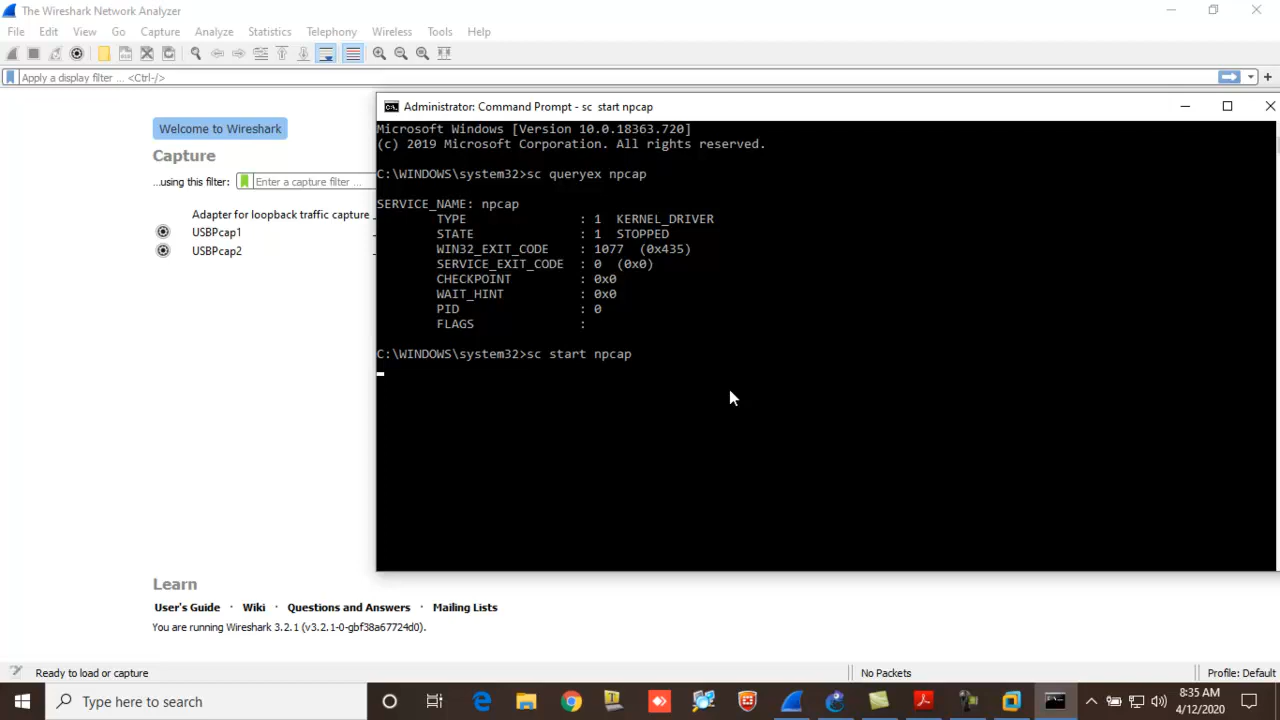 The Wireshark Network Analyzer
File Edit View Go Capture Analyze Statistics Telephony Wireless Tools Help
Apply a display filter ... <Ctrl-/>
Welcome to Wireshark
Capture
...using this filter: Enter a capture filter ...
Adapter for loopback traffic capture
USBPcap1
USBPcap2
Administrator: Command Prompt - sc start npcap
Microsoft Windows [Version 10.0.18363.720]
(c) 2019 Microsoft Corporation. All rights reserved.
C:\WINDOWS\system32>sc queryex npcap
SERVICE_NAME: npcap
TYPE : 1 KERNEL_DRIVER
STATE : 1 STOPPED
WIN32_EXIT_CODE : 1077 (0x435)
SERVICE_EXIT_CODE : 0 (0x0)
CHECKPOINT : 0x0
WAIT_HINT : 0x0
PID : 0
FLAGS :
C:\WINDOWS\system32>sc start npcap
Learn
User's Guide · Wiki · Questions and Answers · Mailing Lists
You are running Wireshark 3.2.1 (v3.2.1-0-gbf38a67724d0).
Ready to load or capture
No Packets
Profile: Default
Type here to search
8:35 AM
4/12/2020